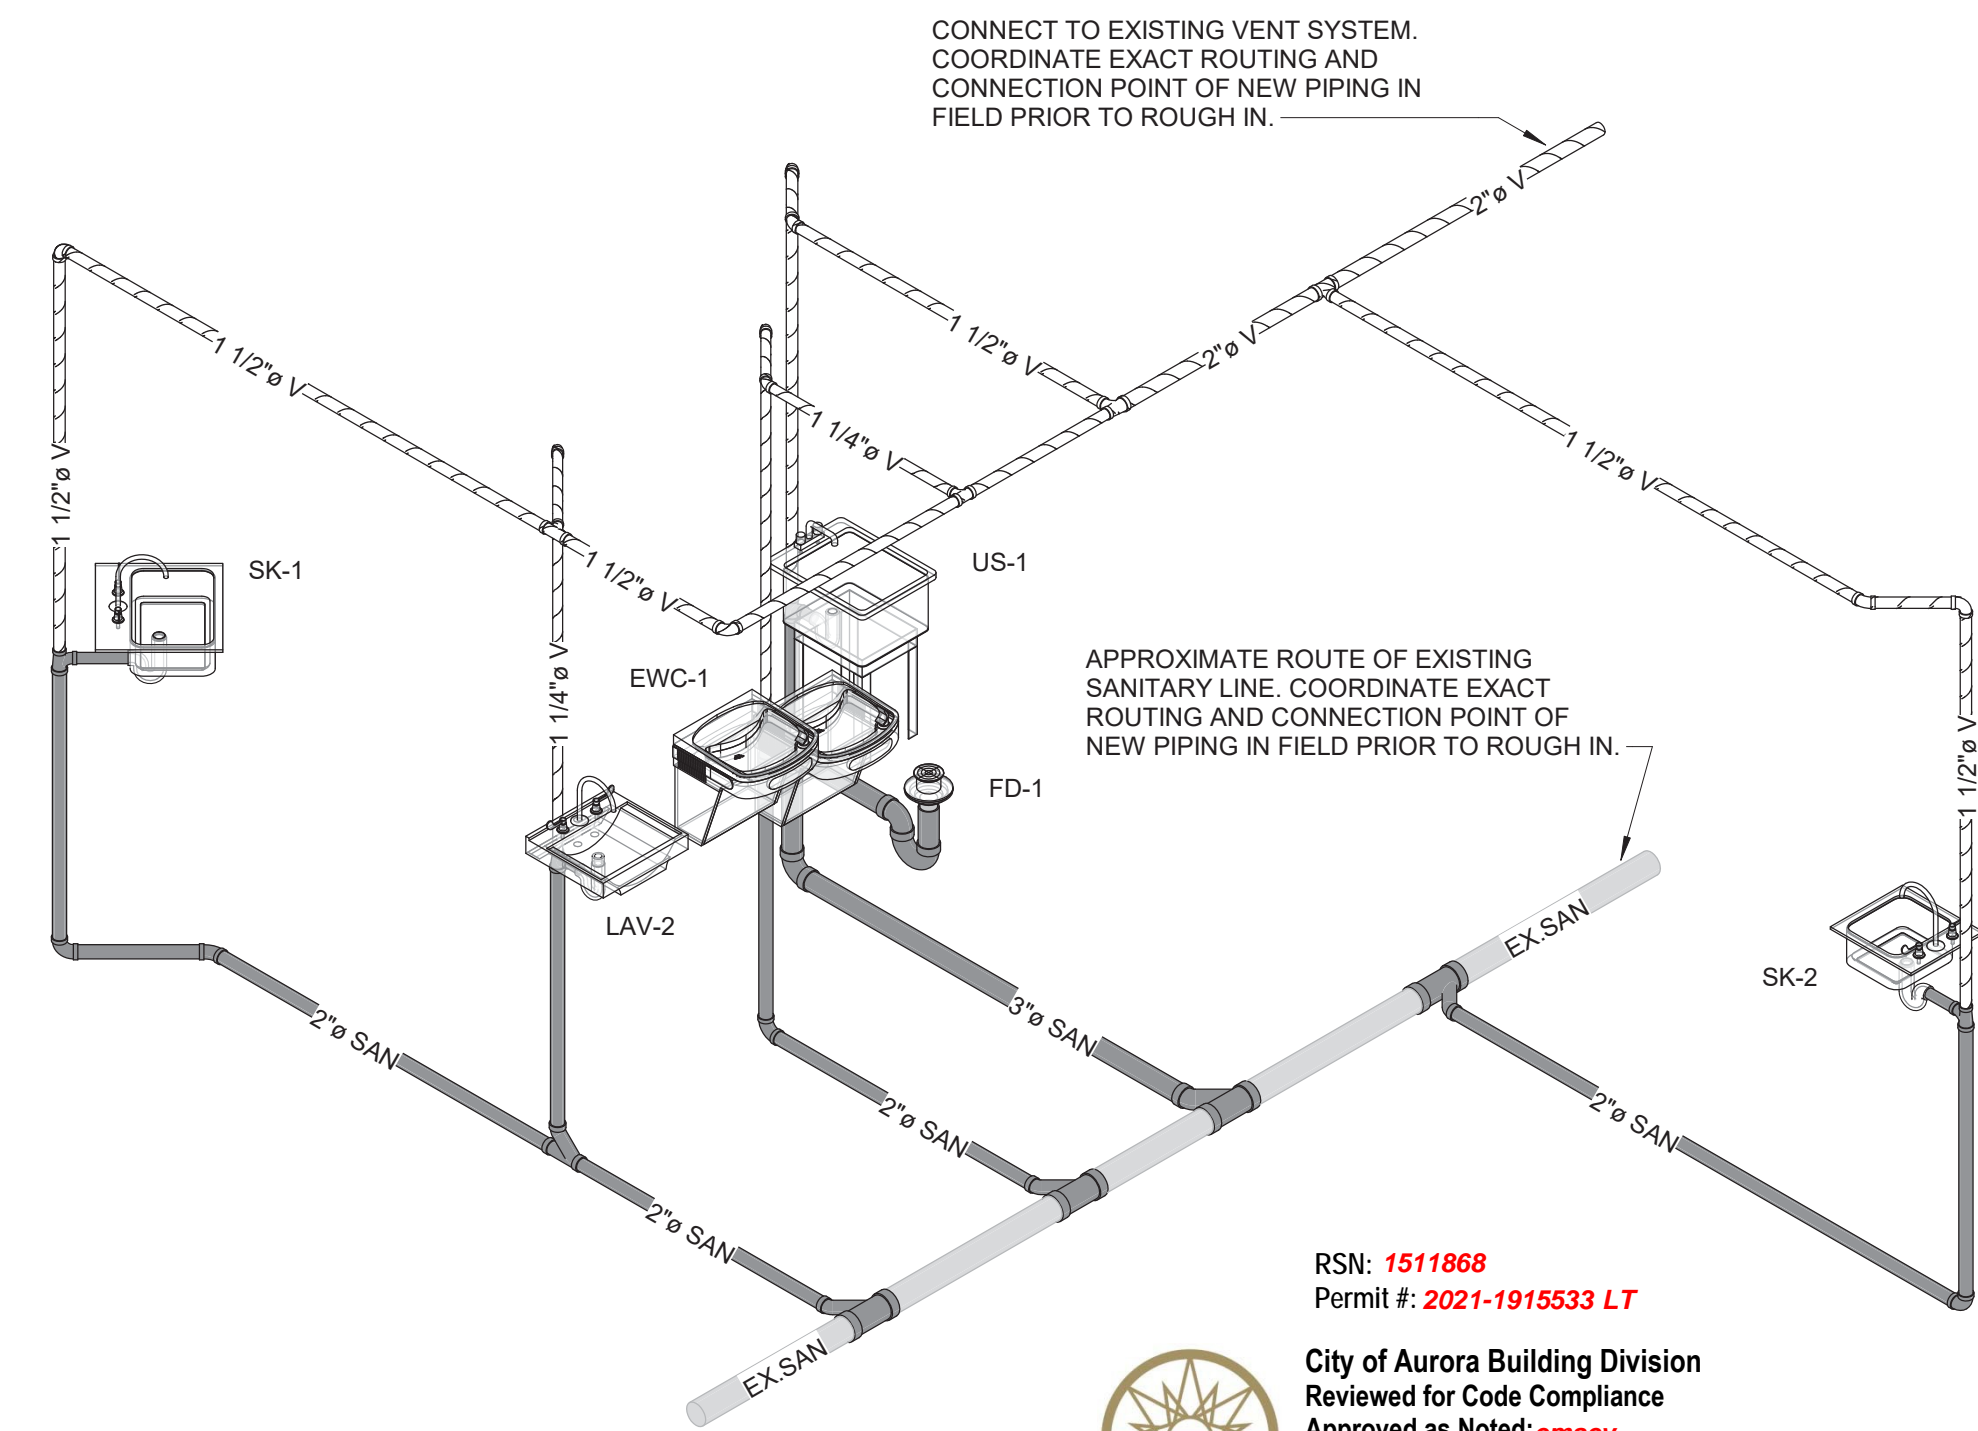 CONNECT TO EXISTING VENT SYSTEM.
COORDINATE EXACT ROUTING AND
CONNECTION POINT OF NEW PIPING IN
FIELD PRIOR TO ROUGH IN.
2"ø V
2"ø V
1 1/2"ø V
1 1/2"ø V
1 1/4"ø V
1 1/2"ø V
1 1/2"ø V
1 1/2"ø V
1 1/4"ø V
1 1/2"ø V
SK-1
US-1
EWC-1
APPROXIMATE ROUTE OF EXISTING
SANITARY LINE. COORDINATE EXACT
ROUTING AND CONNECTION POINT OF
NEW PIPING IN FIELD PRIOR TO ROUGH IN.
FD-1
LAV-2
SK-2
EX.SAN
3"ø SAN
2"ø SAN
2"ø SAN
2"ø SAN
2"ø SAN
EX.SAN
RSN: 1511868
Permit #: 2021-1915533 LT
City of Aurora Building Division
Reviewed for Code Compliance
Approved as Noted: